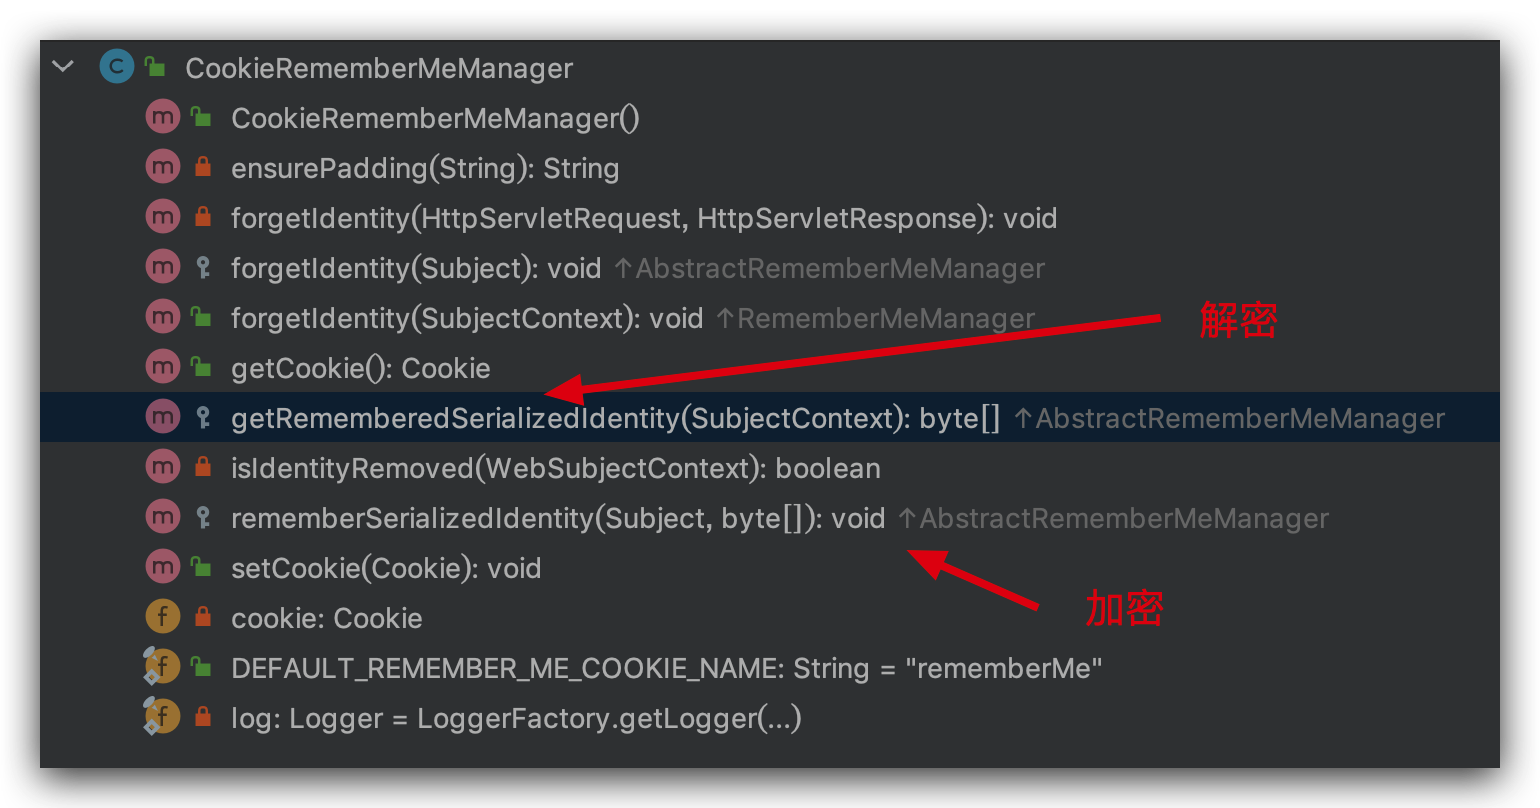 CookieRememberMeManager
CookieRememberMeManager()
ensurePadding(String): String
forgetIdentity(HttpServletRequest, HttpServletResponse): void
forgetIdentity(Subject): void ↑AbstractRememberMeManager
forgetIdentity(SubjectContext): void ↑RememberMeManager
解密
getCookie(): Cookie
getRememberedSerializedIdentity(SubjectContext): byte[] ↑AbstractRememberMeManager
isIdentityRemoved(WebSubjectContext): boolean
rememberSerializedIdentity(Subject, byte[]): void ↑AbstractRememberMeManager
setCookie(Cookie): void
加密
cookie: Cookie
DEFAULT_REMEMBER_ME_COOKIE_NAME: String = "rememberMe"
log: Logger = LoggerFactory.getLogger(...)